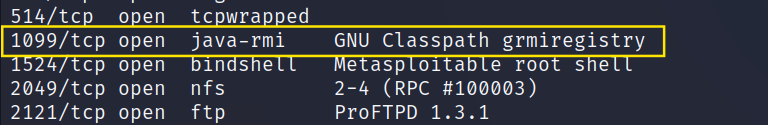 514/tcp open tcpwrapped
1099/tcp open java-rmi GNU Classpath grmiregistry
1524/tcp open bindshell Metasploitable root shell
2049/tcp open nfs 2-4 (RPC #100003)
2121/tcp open ftp ProFTPD 1.3.1